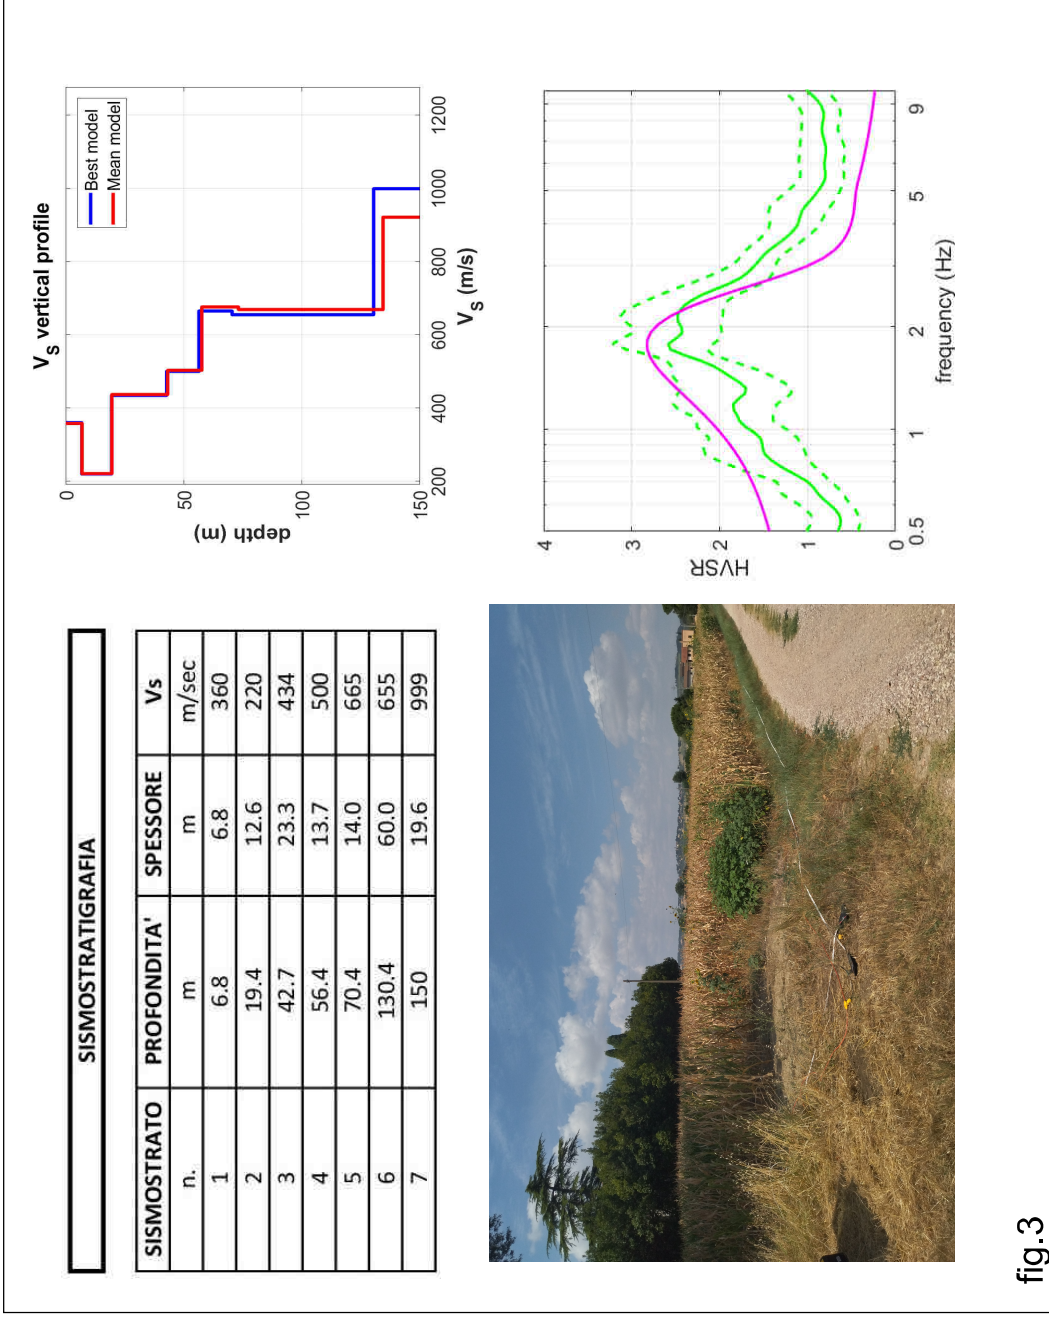 SISMOSTRATIGRAFIA
SISMOSTRATO PROFONDITA' SPESSORE Vs
n. m m m/sec
1 6.8 6.8 360
2 19.4 12.6 220
3 42.7 23.3 434
4 56.4 13.7 500
5 70.4 14.0 665
6 130.4 60.0 655
7 150 19.6 999
VS vertical profile
Best model
Mean model
0
50
100
150
depth (m)
200 400 600 800 1000 1200
VS (m/s)
4
3
2
1
0
HVSR
0.5 1 2 5 9
frequency (Hz)
fig.3